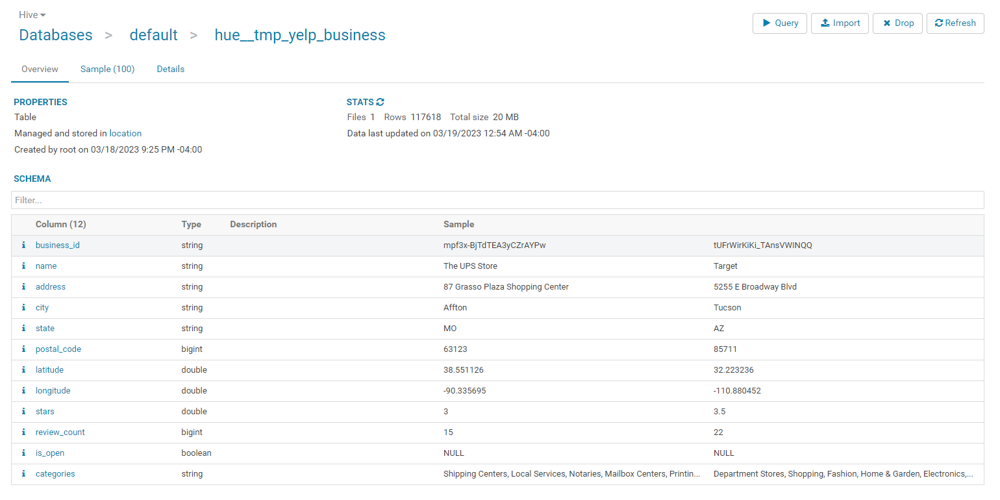 Hive
Databases > default > hue__tmp_yelp_business
Query Import Drop Refresh
Overview Sample (100) Details
PROPERTIES
Table
Managed and stored in location
Created by root on 03/18/2023 9:25 PM -04:00
STATS
Files 1 Rows 117618 Total size 20 MB
Data last updated on 03/19/2023 12:54 AM -04:00
SCHEMA
Filter...
Column (12) Type Description Sample
business_id string mpf3x-BjTdTEA3yCZrAYPw tUFrWirKiKi_TAnsVWINQQ
name string The UPS Store Target
address string 87 Grasso Plaza Shopping Center 5255 E Broadway Blvd
city string Affton Tucson
state string MO AZ
postal_code bigint 63123 85711
latitude double 38.551126 32.223236
longitude double -90.335695 -110.880452
stars double 3 3.5
review_count bigint 15 22
is_open boolean NULL NULL
categories string Shipping Centers, Local Services, Notaries, Mailbox Centers, Printin... Department Stores, Shopping, Fashion, Home & Garden, Electronics,...